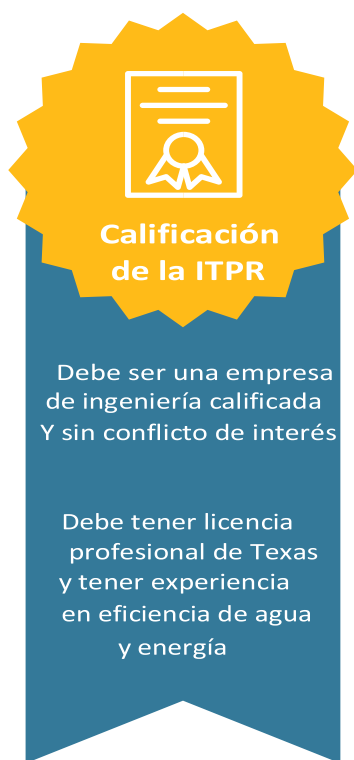 Calificación
de la ITPR
Debe ser una empresa
de ingeniería calificada
Y sin conflicto de interés
Debe tener licencia
profesional de Texas
y tener experiencia
en eficiencia de agua
y energía